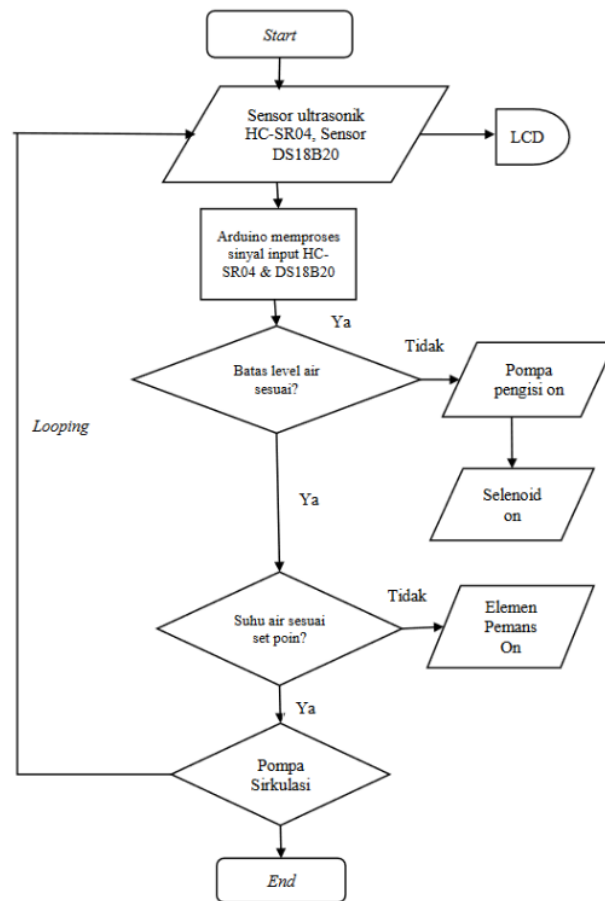 Start
Sensor ultrasonik
HC-SR04, Sensor
DS18B20
LCD
Arduino memproses
sinyal input HC-
SR04 & DS18B20
Ya
Tidak
Batas level air
sesuai?
Pompa
pengisi on
Looping
Selenoid
on
Ya
Tidak
Suhu air sesuai
set poin?
Elemen
Pemans
On
Ya
Pompa
Sirkulasi
End